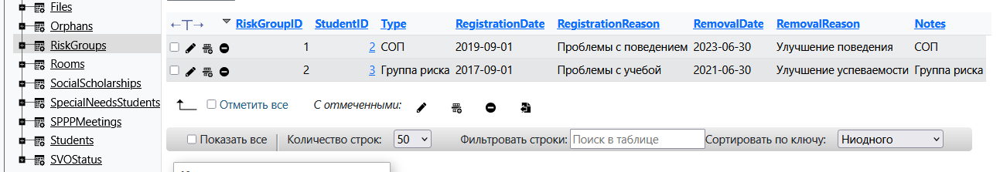 Files
Orphans
RiskGroups
Rooms
SocialScholarships
SpecialNeedsStudents
SPPPMeetings
Students
SVOStatus
←T→ RiskGroupID StudentID Type RegistrationDate RegistrationReason RemovalDate RemovalReason Notes
1 2 СОП 2019-09-01 Проблемы с поведением 2023-06-30 Улучшение поведения СОП
2 3 Группа риска 2017-09-01 Проблемы с учебой 2021-06-30 Улучшение успеваемости Группа риска
Отметить все С отмеченными:
Показать все Количество строк: 50 Фильтровать строки: Поиск в таблице Сортировать по ключу: Ниодного